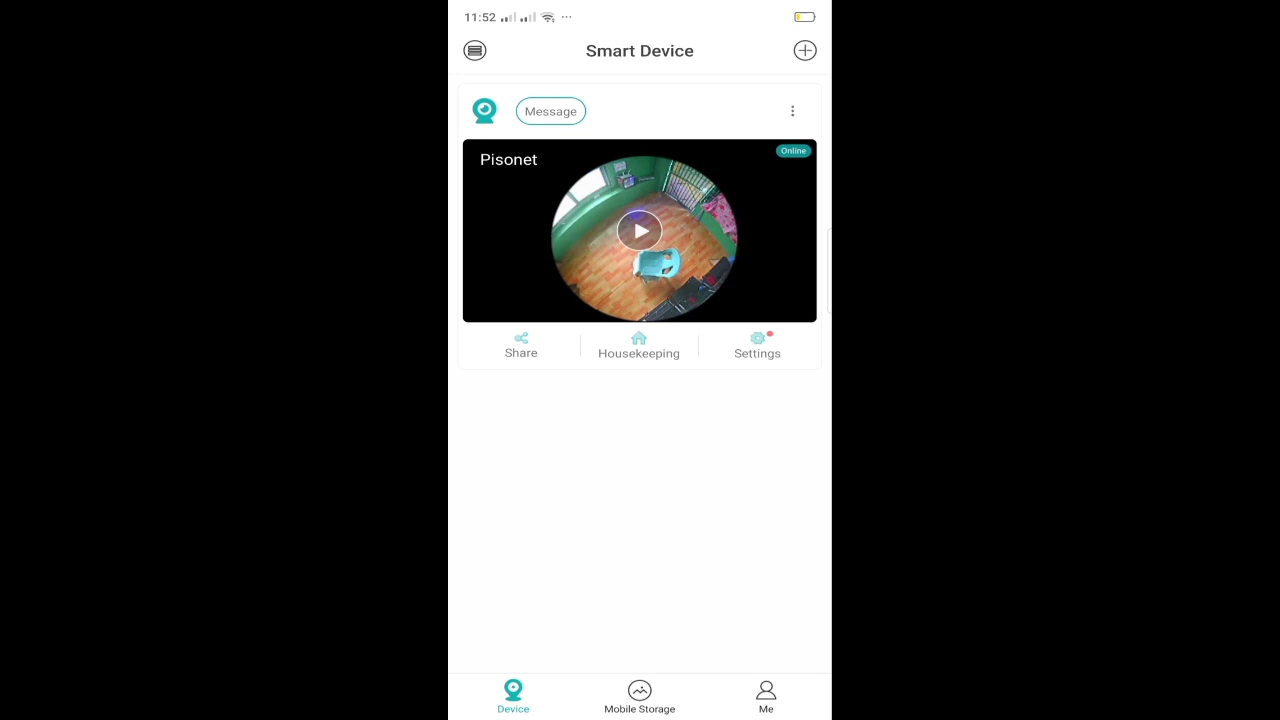 11:52 ...
Smart Device
Message
Pisonet
Online
Share
Housekeeping
Settings
Device
Mobile Storage
Me